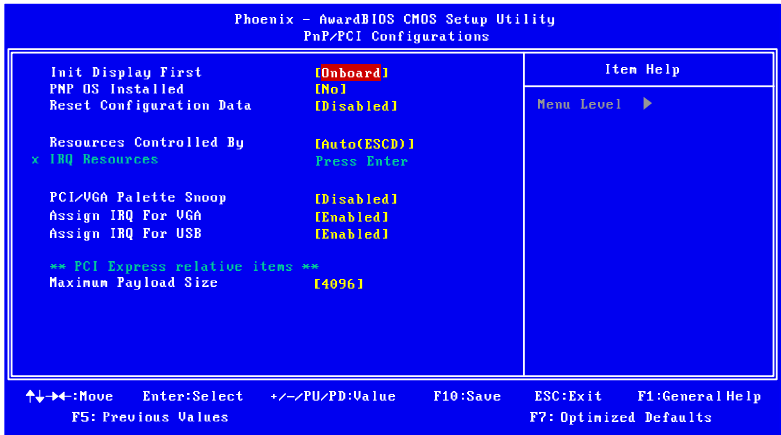 Phoenix - AwardBIOS CMOS Setup Utility
PnP/PCI Configurations
Init Display First [Onboard]
PNP OS Installed [No]
Reset Configuration Data [Disabled]
Resources Controlled By [Auto(ESCD)]
x IRQ Resources Press Enter
PCI/VGA Palette Snoop [Disabled]
Assign IRQ For VGA [Enabled]
Assign IRQ For USB [Enabled]
** PCI Express relative items **
Maximum Payload Size [4096]
Item Help
Menu Level ▶
↑↓→←:Move Enter:Select +/-/PU/PD:Value F10:Save ESC:Exit F1:General Help
F5: Previous Values F7: Optimized Defaults